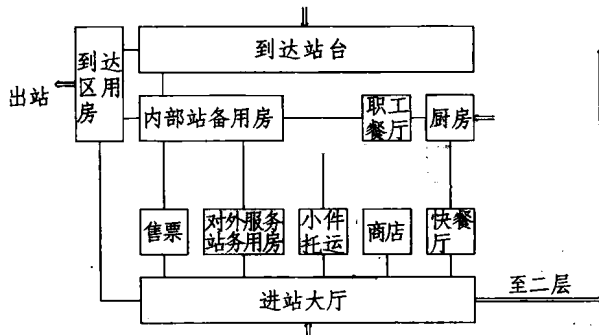 到达站台
到达
区用
房
出站
内部站备用房
职工
餐厅
厨房
售票
对外服务
站务用房
小件
托运
商店
快餐
厅
至二层
进站大厅